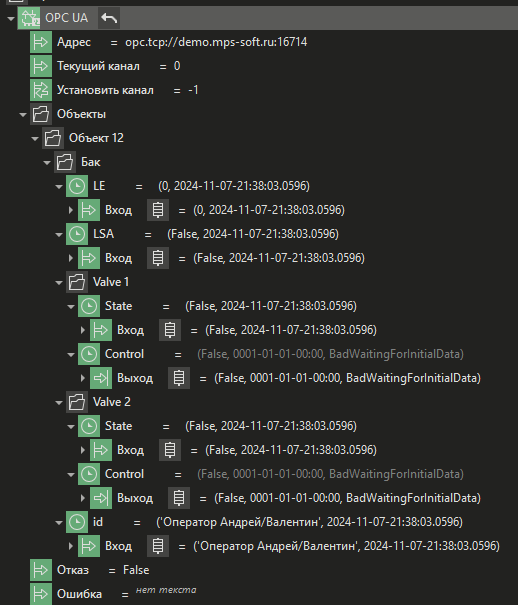 OPC UA
Адрес = opc.tcp://demo.mps-soft.ru:16714
Текущий канал = 0
Установить канал = -1
Объекты
Объект 12
Бак
LE = (0, 2024-11-07-21:38:03.0596)
Вход = (0, 2024-11-07-21:38:03.0596)
LSA = (False, 2024-11-07-21:38:03.0596)
Вход = (False, 2024-11-07-21:38:03.0596)
Valve 1
State = (False, 2024-11-07-21:38:03.0596)
Вход = (False, 2024-11-07-21:38:03.0596)
Control = (False, 0001-01-01-00:00, BadWaitingForInitialData)
Выход = (False, 0001-01-01-00:00, BadWaitingForInitialData)
Valve 2
State = (False, 2024-11-07-21:38:03.0596)
Вход = (False, 2024-11-07-21:38:03.0596)
Control = (False, 0001-01-01-00:00, BadWaitingForInitialData)
Выход = (False, 0001-01-01-00:00, BadWaitingForInitialData)
id = ('Оператор Андрей/Валентин', 2024-11-07-21:38:03.0596)
Вход = ('Оператор Андрей/Валентин', 2024-11-07-21:38:03.0596)
Отказ = False
Ошибка = нет текста